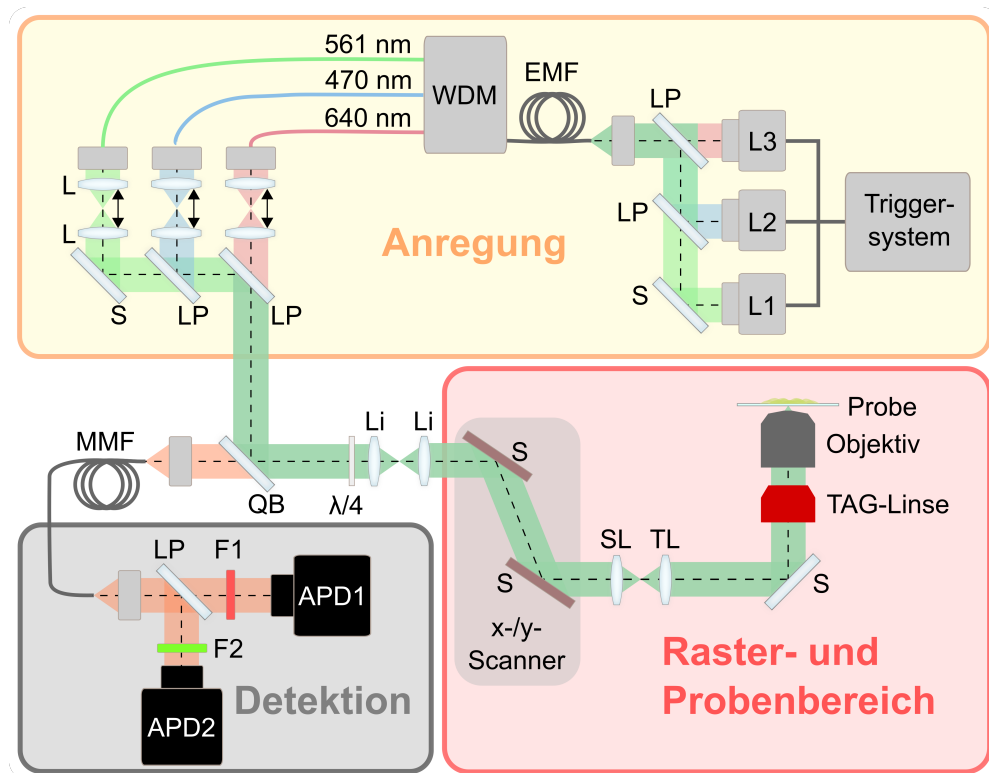 561 nm
470 nm
640 nm
WDM
EMF
LP
L3
L
L
LP
L2
Trigger-
system
Anregung
S
L1
S
LP
LP
MMF
Li
Li
QB
λ/4
S
Probe
Objektiv
TAG-Linse
SL
TL
S
S
x-/y-
Scanner
LP
F1
APD1
F2
APD2
Detektion
Raster- und
Probenbereich